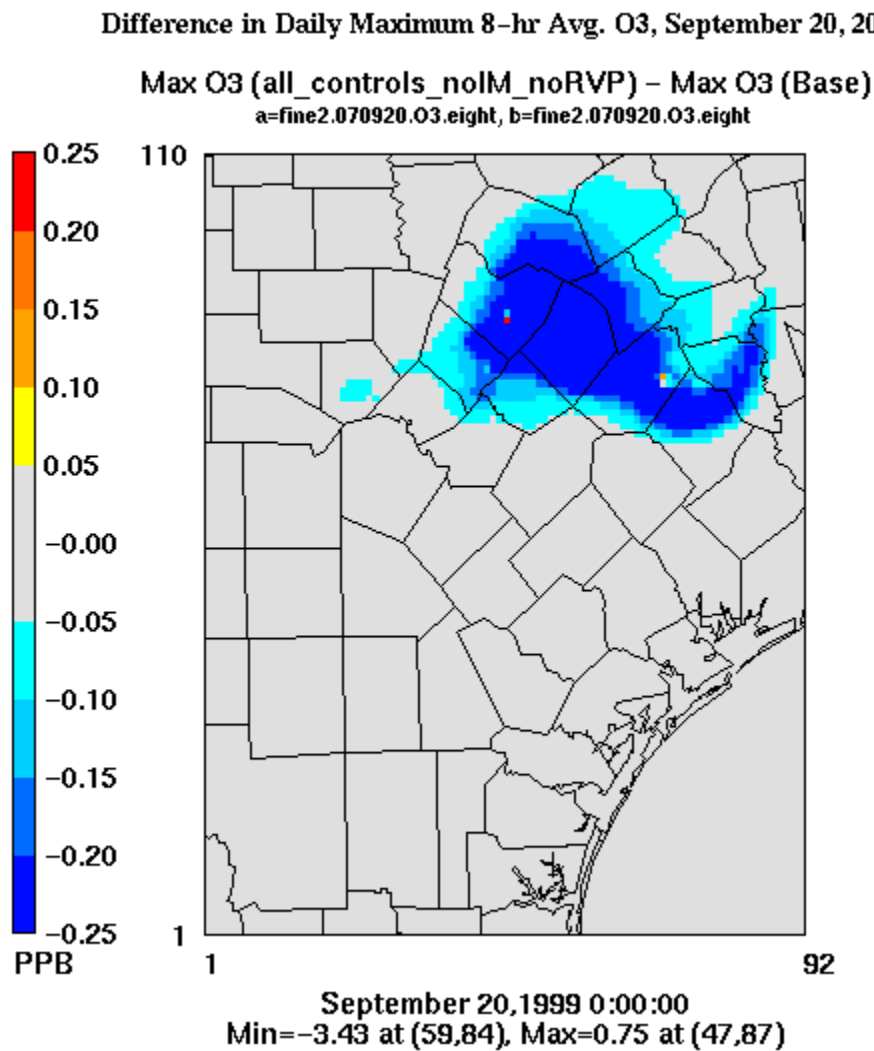 Difference in Daily Maximum 8-hr Avg. O3, September 20, 20
Max O3 (all_controls_noIM_noRVP) - Max O3 (Base)
a=fine2.070920.O3.eight, b=fine2.070920.O3.eight
0.25
0.20
0.15
0.10
0.05
-0.00
-0.05
-0.10
-0.15
-0.20
-0.25
PPB
110
1
1 92
September 20,1999 0:00:00
Min=-3.43 at (59,84), Max=0.75 at (47,87)